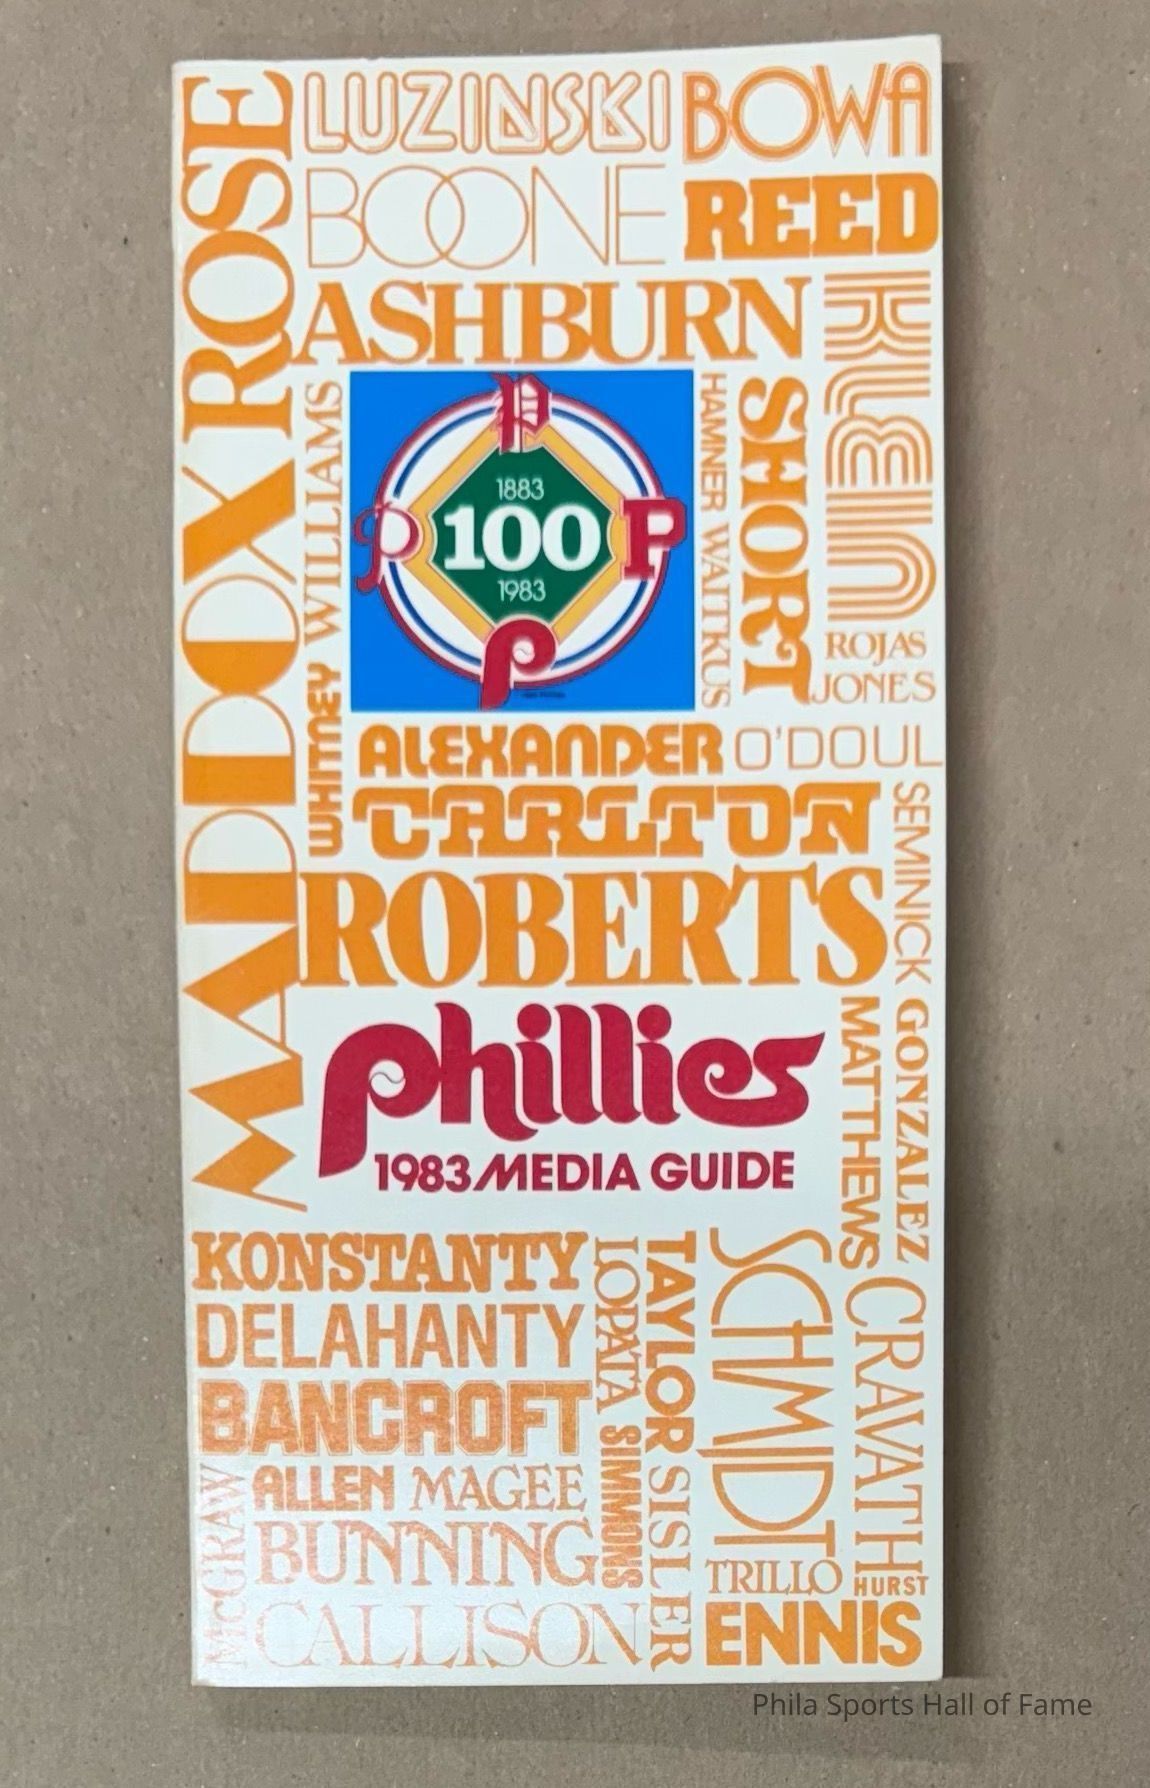 LUZINSKI
BOWA
ROSE
BOONE
REED
ASHBURN
KLEIN
WILLIAMS
P
1883
100
1983
P
P
P
HAMNER
SHORT
WAITKUS
ROJAS
JONES
MADDOX
WHITNEY
ALEXANDER
O'DOUL
CARLTON
SEMINICK
ROBERTS
phillies
1983 MEDIA GUIDE
MATTHEWS
GONZALEZ
KONSTANTY
LOPATA
TAYLOR
SCHMIDT
CRAVATH
DELAHANTY
BANCROFT
SIMMONS
SISLER
McGRAW
ALLEN
MAGEE
BUNNING
TRILLO
HURST
CALLISON
ENNIS
Phila Sports Hall of Fame